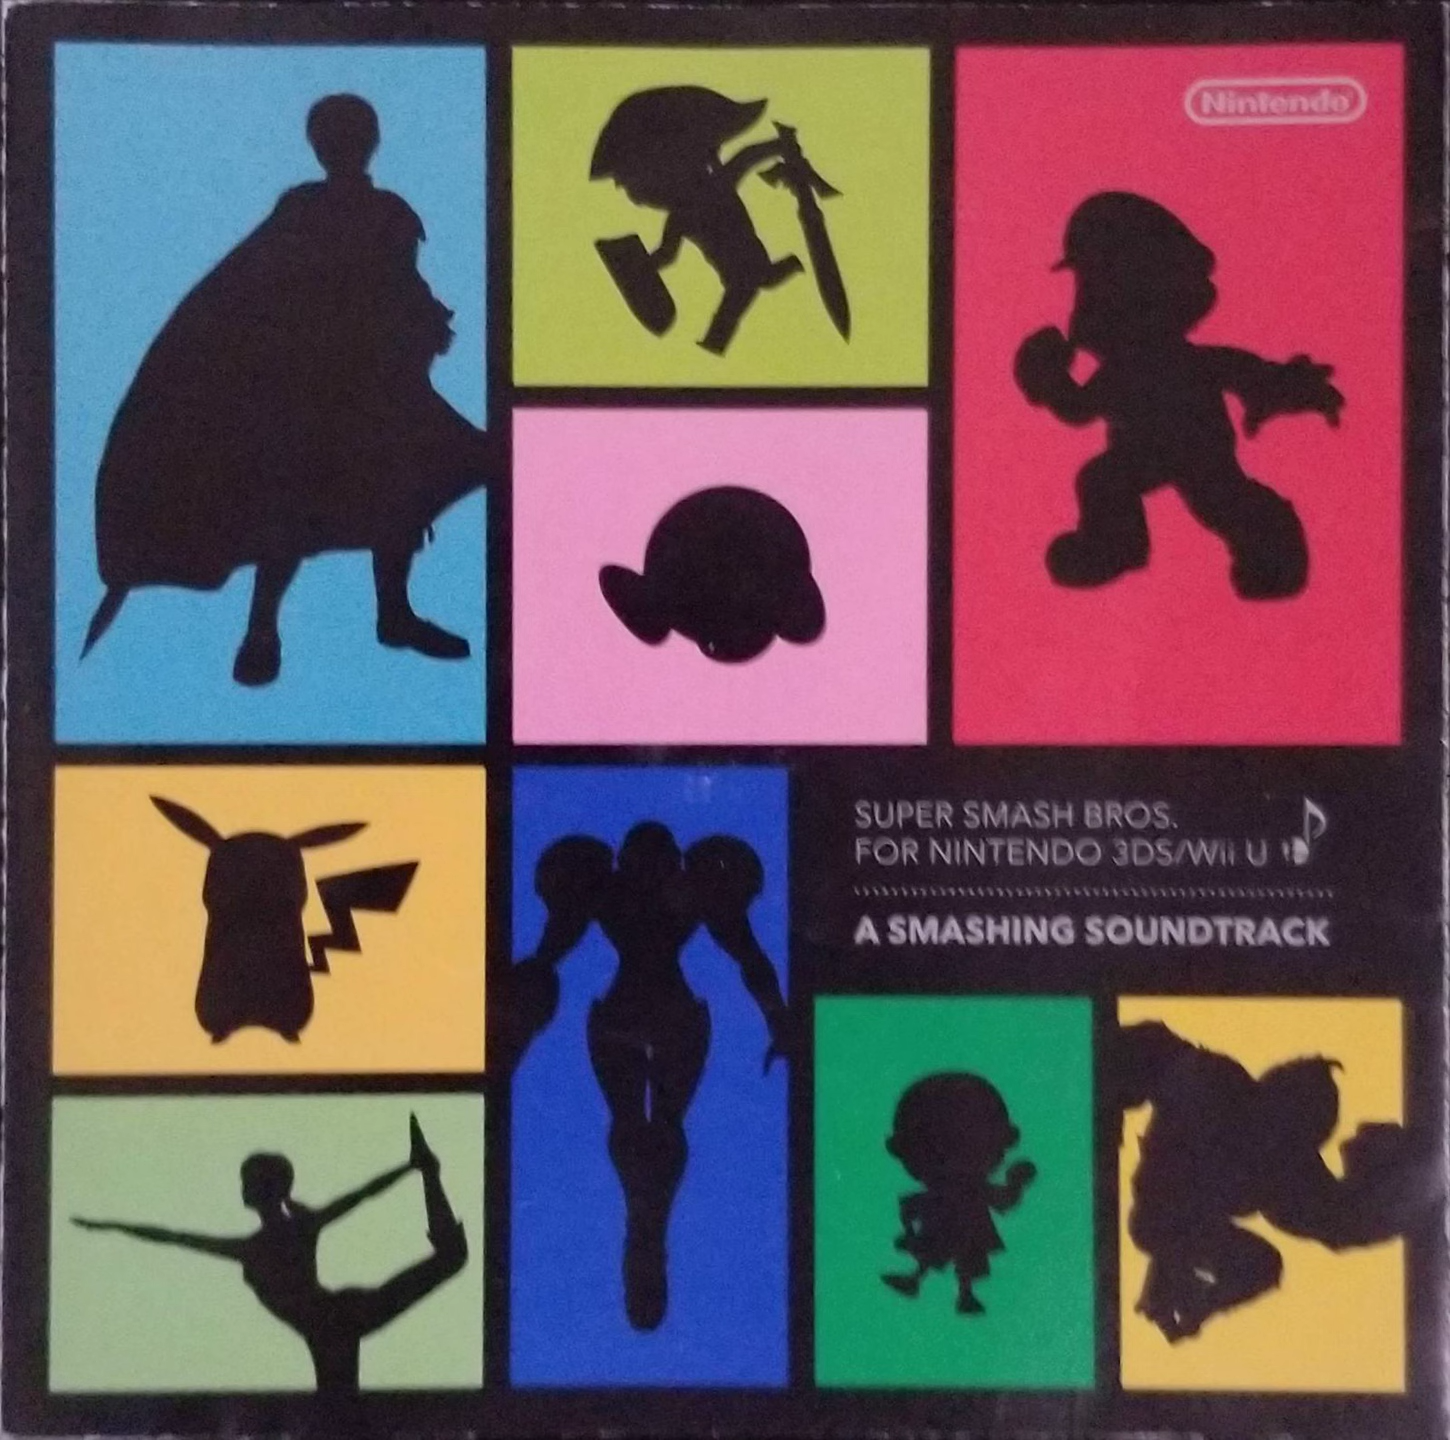 Nintendo
SUPER SMASH BROS.
FOR NINTENDO 3DS/Wii U
A SMASHING SOUNDTRACK